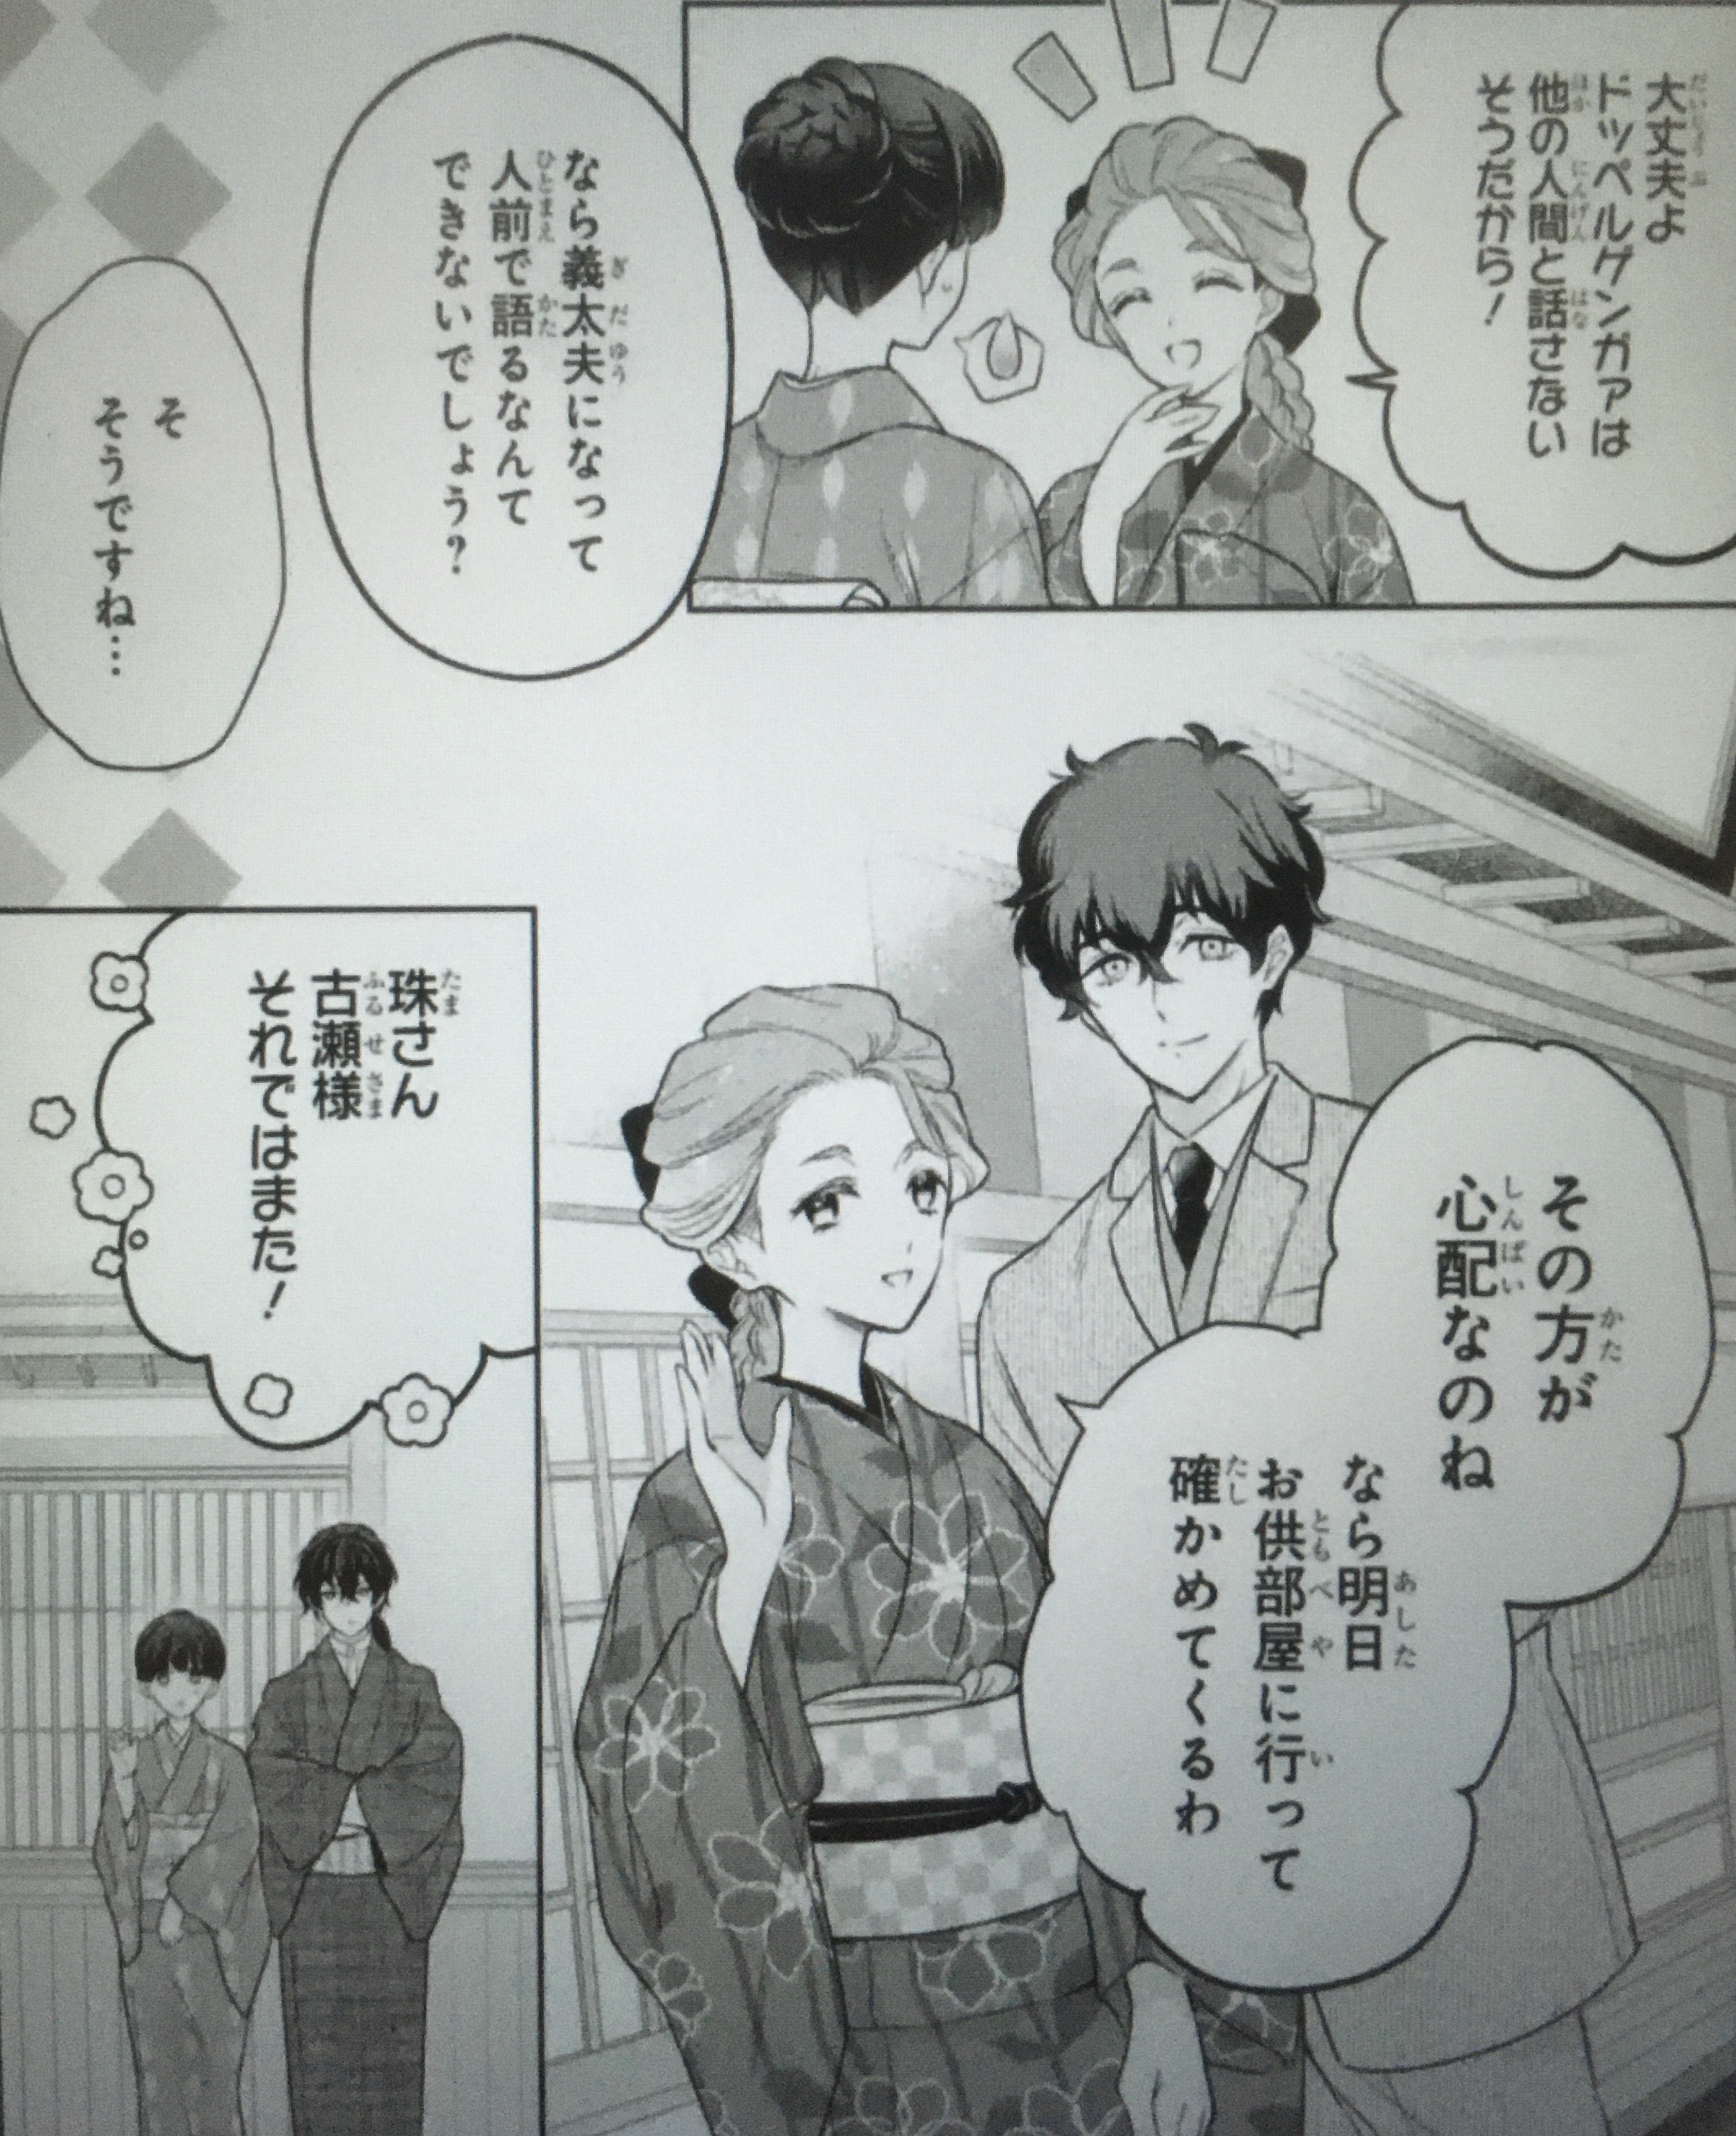 大丈夫よ
ドッペルゲンガァは
他の人間と話さない
そうだから!
なら義太夫になって
人前で語るなんて
できないでしょう?
そ
そうですね…
その方が
心配なのね
なら明日
お供部屋に行って
確かめてくるわ
珠さん
古瀬様
それではまた!